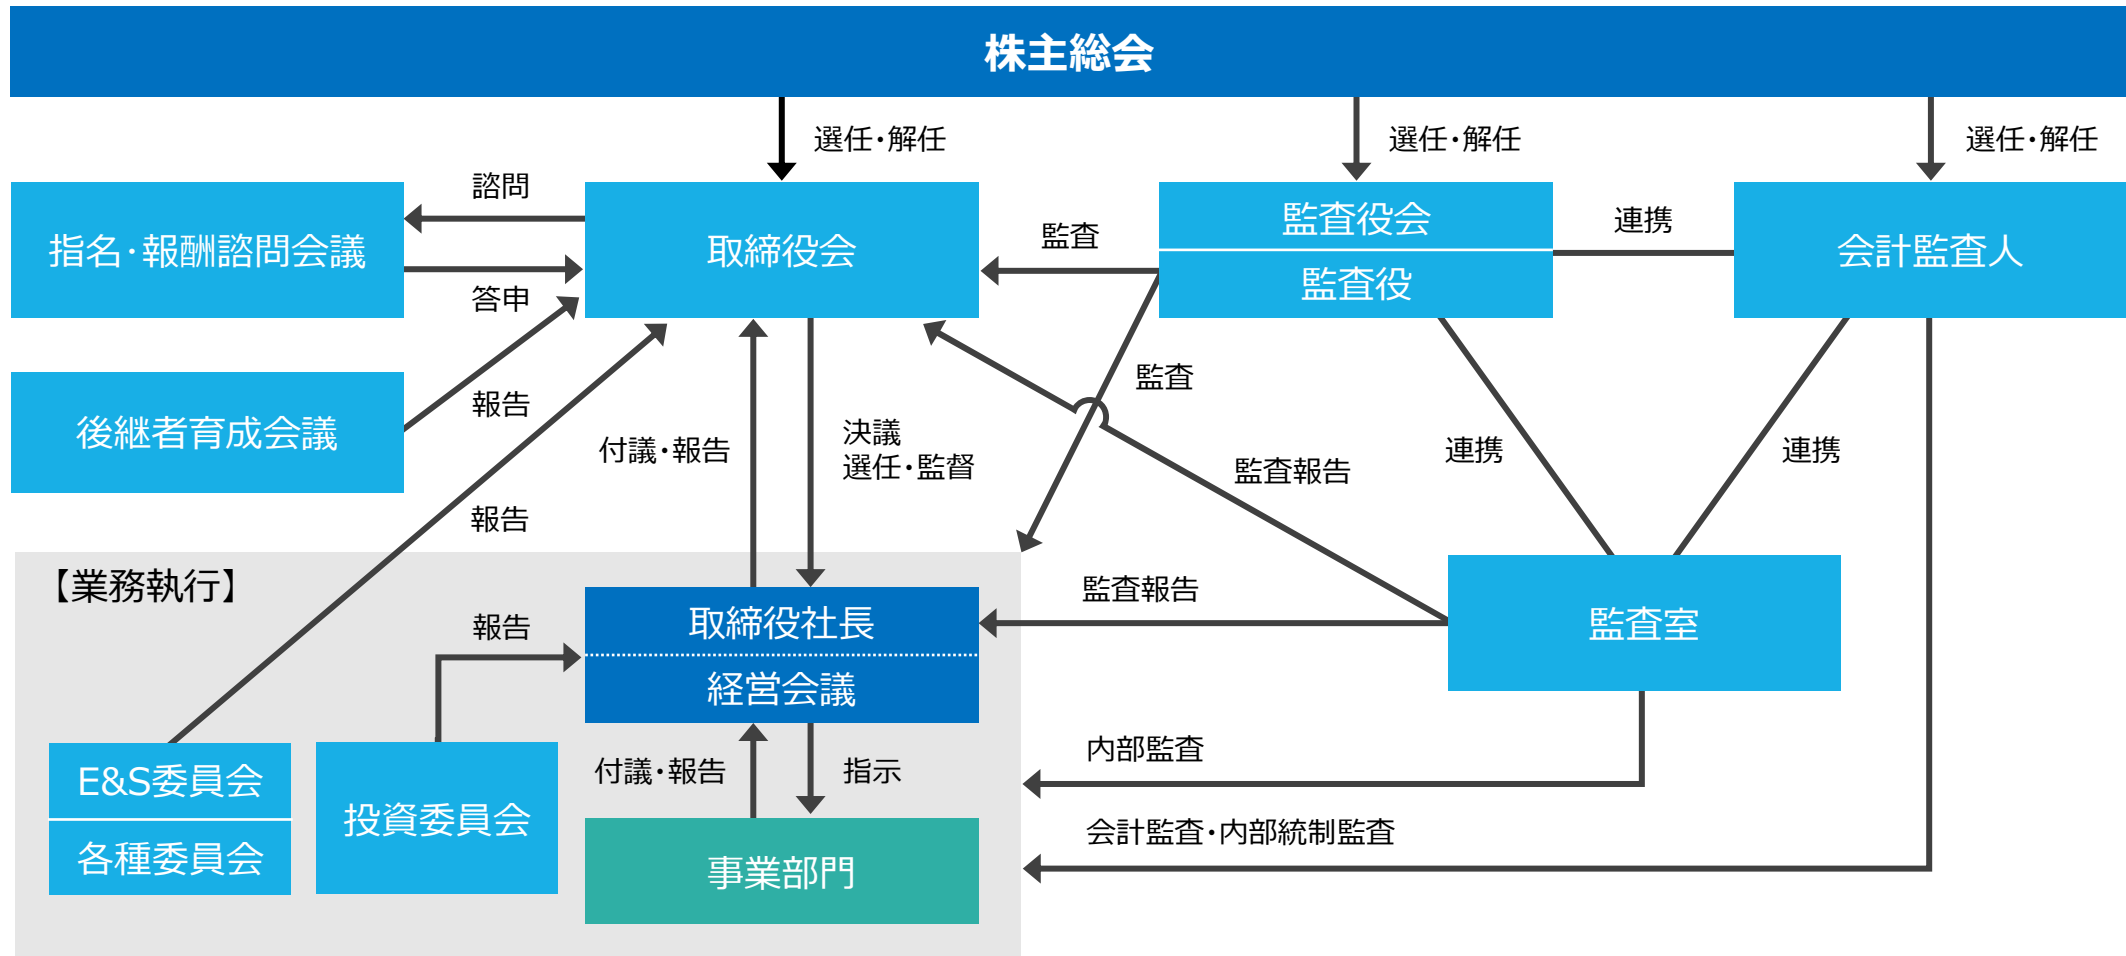 株主総会
選任・解任
選任・解任
選任・解任
諮問
指名・報酬諮問会議
取締役会
監査
監査役会
監査役
連携
会計監査人
答申
後継者育成会議
報告
監査
付議・報告
決議
選任・監督
連携
連携
監査報告
報告
【業務執行】
監査報告
報告
取締役社長
経営会議
監査室
内部監査
付議・報告
指示
E&S委員会
各種委員会
投資委員会
会計監査・内部統制監査
事業部門